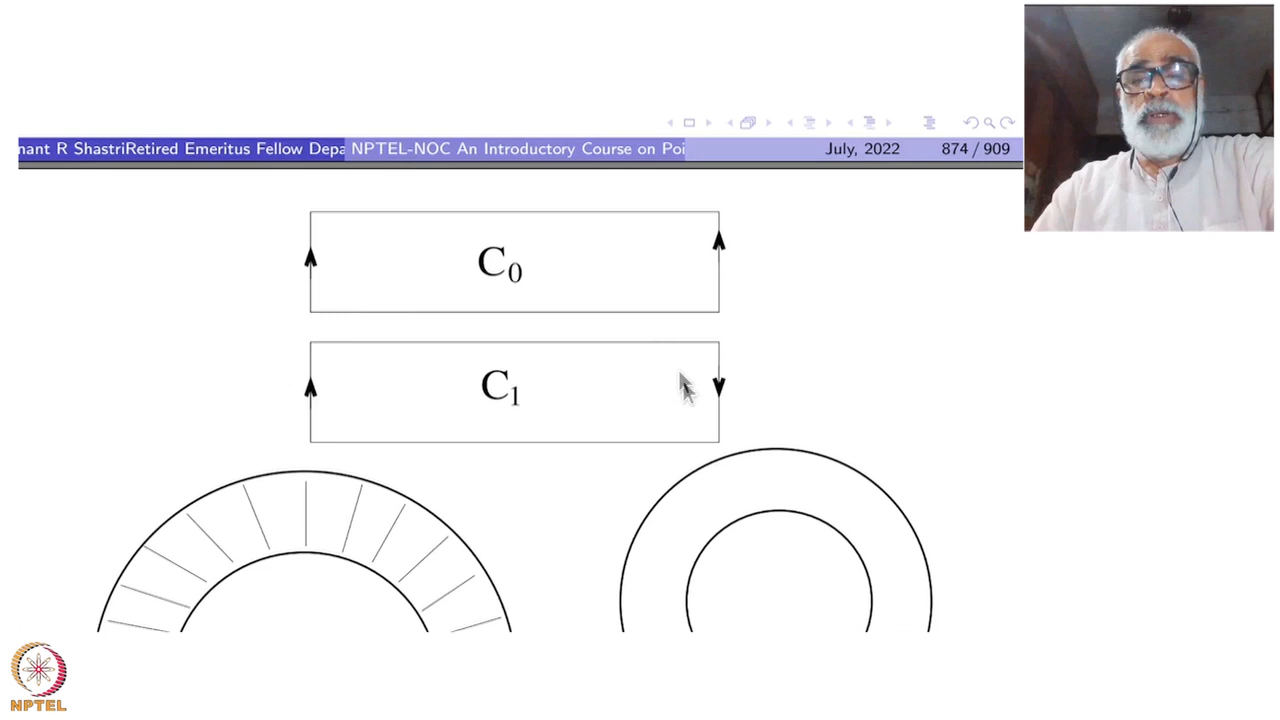 nant R ShastriRetired Emeritus Fellow Depa NPTEL-NOC An Introductory Course on Poi July, 2022 874 / 909
C0
C1
NPTEL